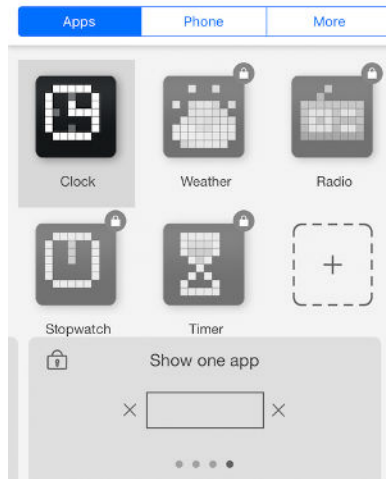 Apps Phone More
Clock Weather Radio
Stopwatch Timer
Show one app